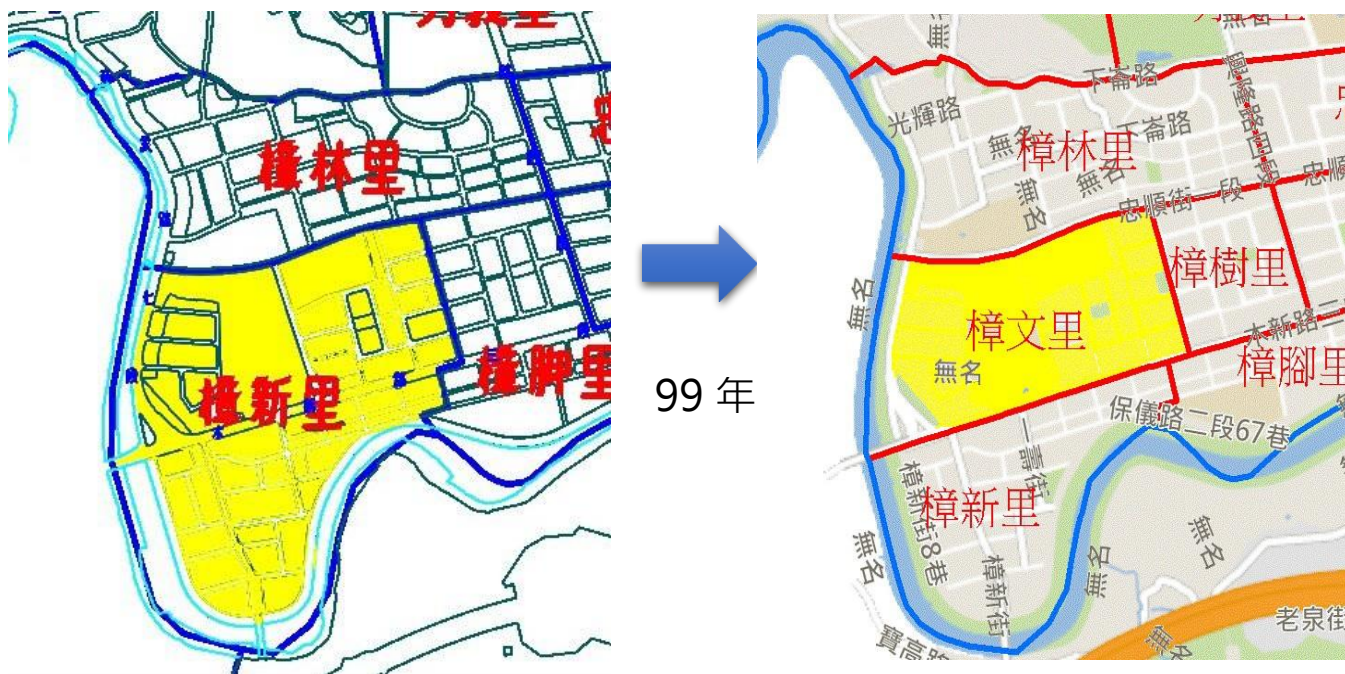 樟林里
樟新里
樟腳里
99 年
下崙路
光輝路
無名
樟林里
下崙路
無名
無名
興隆路四段
忠順街一段
忠順
樟樹里
無名
樟文里
無名
本新路二
樟腳里
保儀路二段67巷
一壽街
樟新里
樟新街8巷
無名
無名
無名
樟新街
寶高路
無名
老泉街